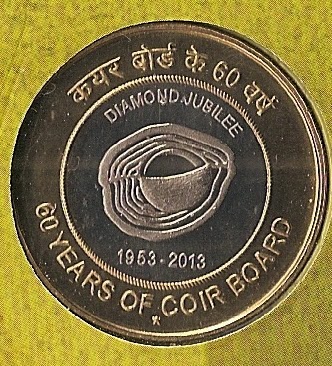 कयर बोर्ड के 60 वर्ष
DIAMOND JUBILEE
1953-2013
60 YEARS OF COIR BOARD